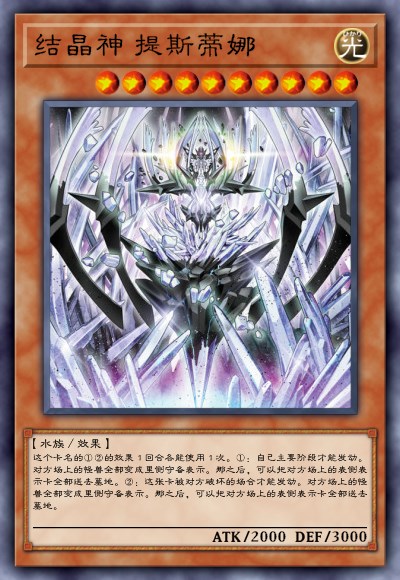 结晶神 提斯蒂娜
光
【水族／效果】
这个卡名的①②的效果1回合各能使用1次。①：自己主要阶段才能发动。
对方场上的怪兽全部变成里侧守备表示。那之后，可以把对方场上的表侧表
示卡全部送去墓地。②：这张卡被对方破坏的场合才能发动。对方场上的怪
兽全部变成里侧守备表示。那之后，可以把对方场上的表侧表示卡全部送去
墓地。
ATK/2000 DEF/3000